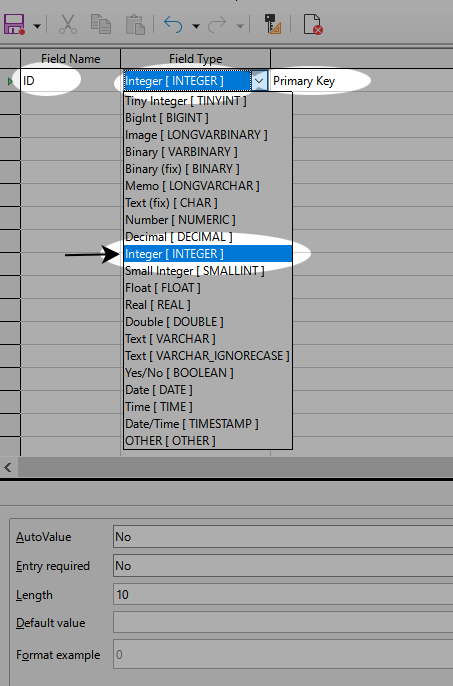 Field Name Field Type
ID Integer [ INTEGER ] Primary Key
Tiny Integer [ TINYINT ]
BigInt [ BIGINT ]
Image [ LONGVARBINARY ]
Binary [ VARBINARY ]
Binary (fix) [ BINARY ]
Memo [ LONGVARCHAR ]
Text (fix) [ CHAR ]
Number [ NUMERIC ]
Decimal [ DECIMAL ]
Integer [ INTEGER ]
Small Integer [ SMALLINT ]
Float [ FLOAT ]
Real [ REAL ]
Double [ DOUBLE ]
Text [ VARCHAR ]
Text [ VARCHAR_IGNORECASE ]
Yes/No [ BOOLEAN ]
Date [ DATE ]
Time [ TIME ]
Date/Time [ TIMESTAMP ]
OTHER [ OTHER ]
AutoValue No
Entry required No
Length 10
Default value
Format example 0